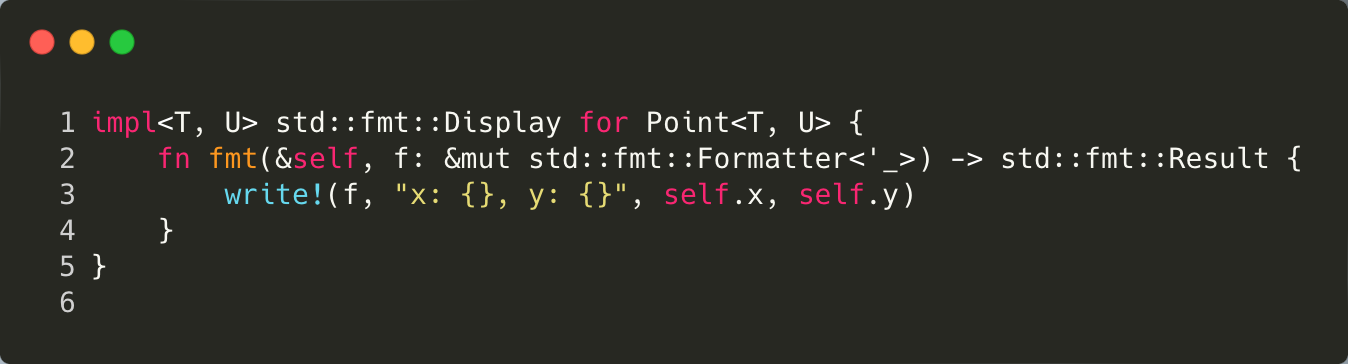 1 impl<T, U> std::fmt::Display for Point<T, U> {
2     fn fmt(&self, f: &mut std::fmt::Formatter<'_>) -> std::fmt::Result {
3         write!(f, "x: {}, y: {}", self.x, self.y)
4     }
5 }
6